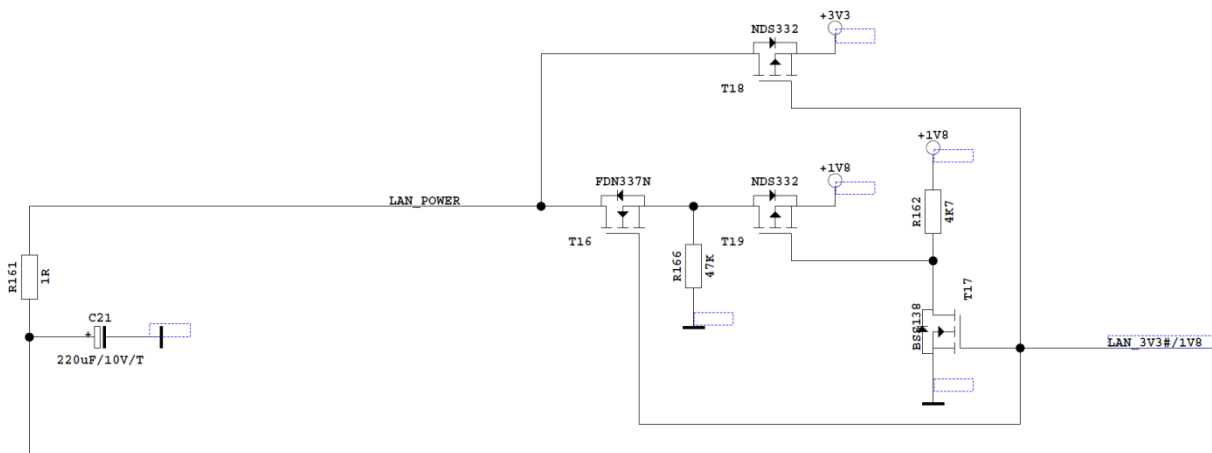 +3V3
NDS332
T18
+1V8
FDN337N
NDS332
+1V8
LAN_POWER
R162
4K7
T16
T19
R166
47K
R161
1R
T17
BSS138
C21
+
220uF/10V/T
LAN_3V3#/1V8